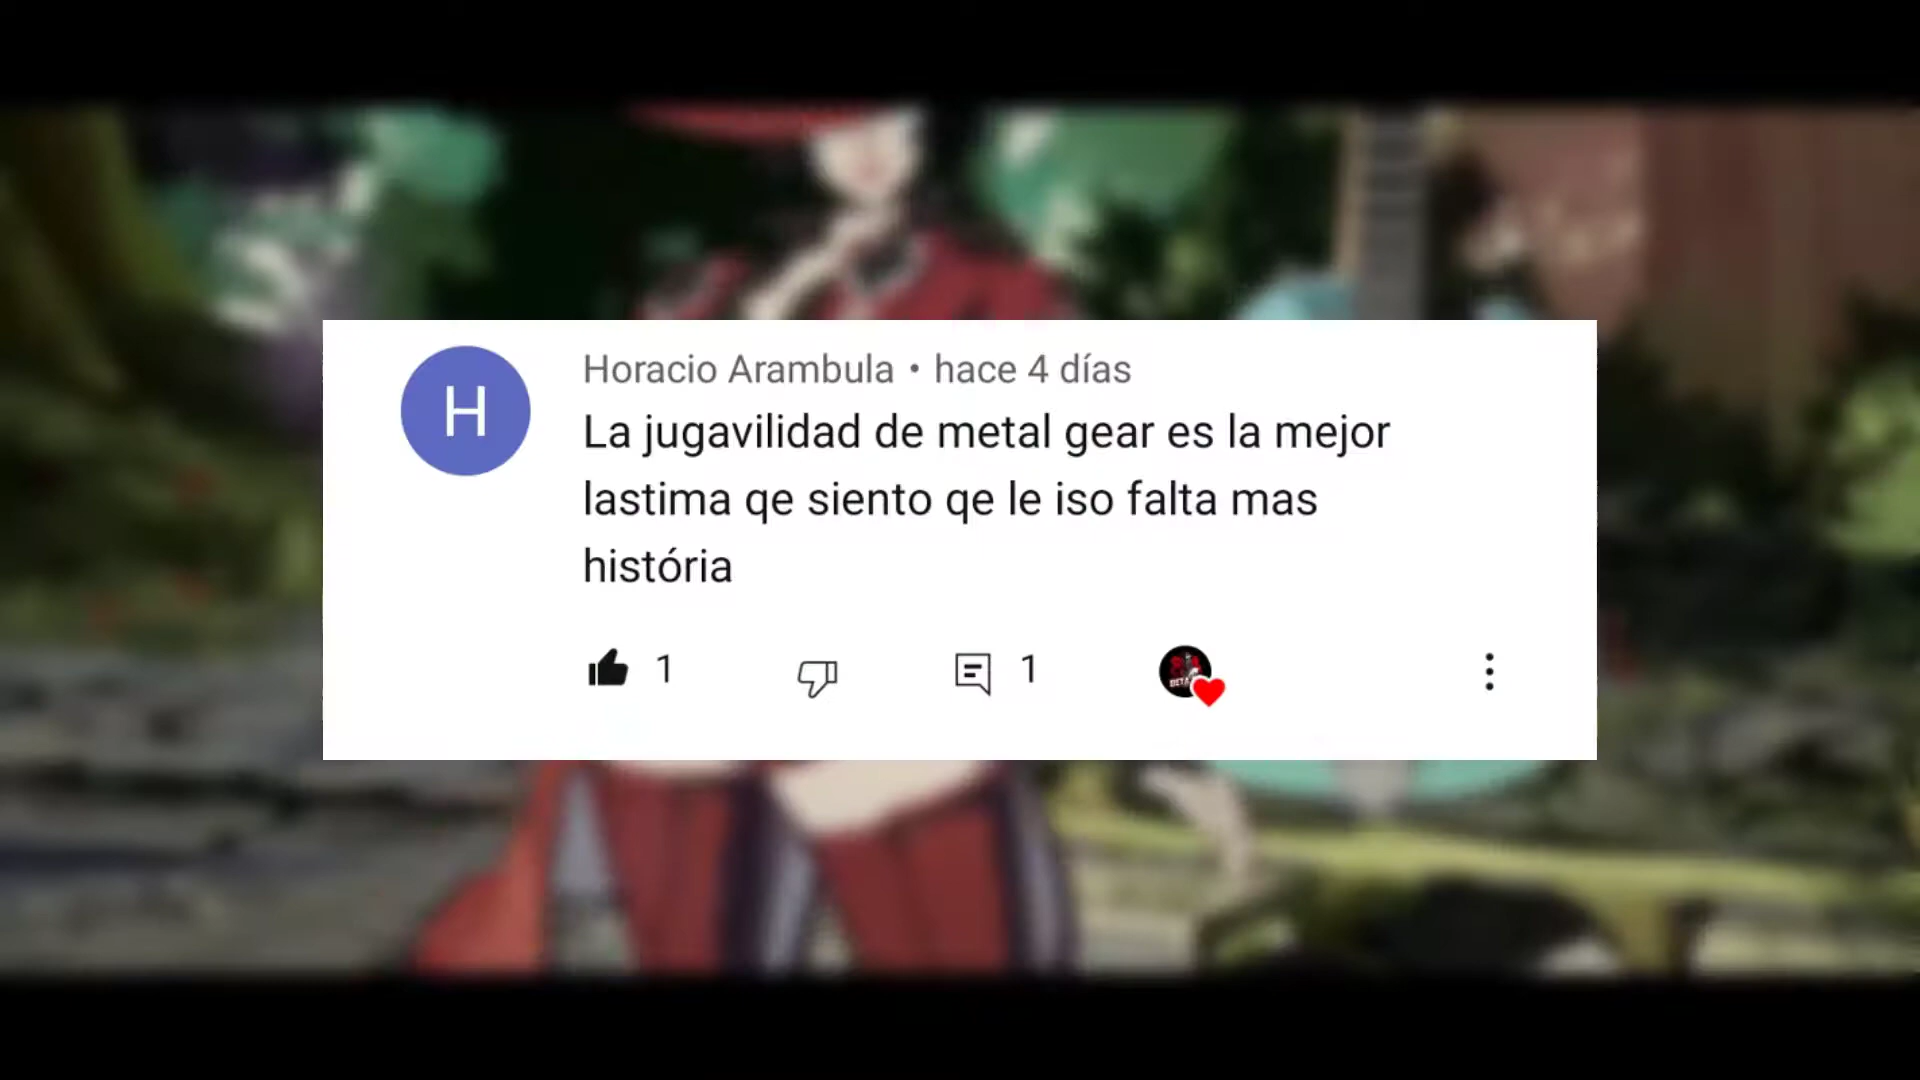 H
Horacio Arambula • hace 4 días
La jugavilidad de metal gear es la mejor
lastima qe siento qe le iso falta mas
história
1
1